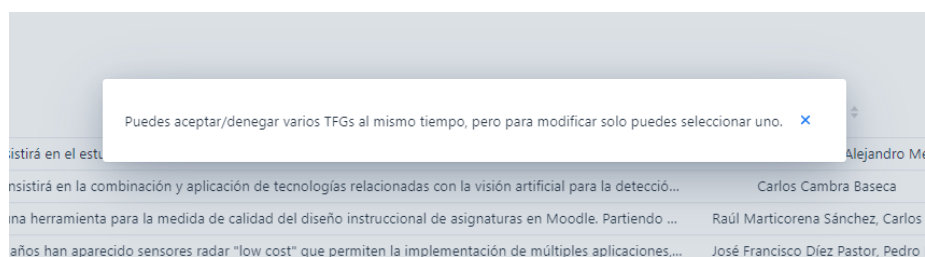 Puedes aceptar/denegar varios TFGs al mismo tiempo, pero para modificar solo puedes seleccionar uno. ×
sistirá en el estu Alejandro Me
nsistirá en la combinación y aplicación de tecnologías relacionadas con la visión artificial para la detecció... Carlos Cambra Baseca
una herramienta para la medida de calidad del diseño instruccional de asignaturas en Moodle. Partiendo ... Raúl Marticorena Sánchez, Carlos
años han aparecido sensores radar "low cost" que permiten la implementación de múltiples aplicaciones,... José Francisco Díez Pastor, Pedro